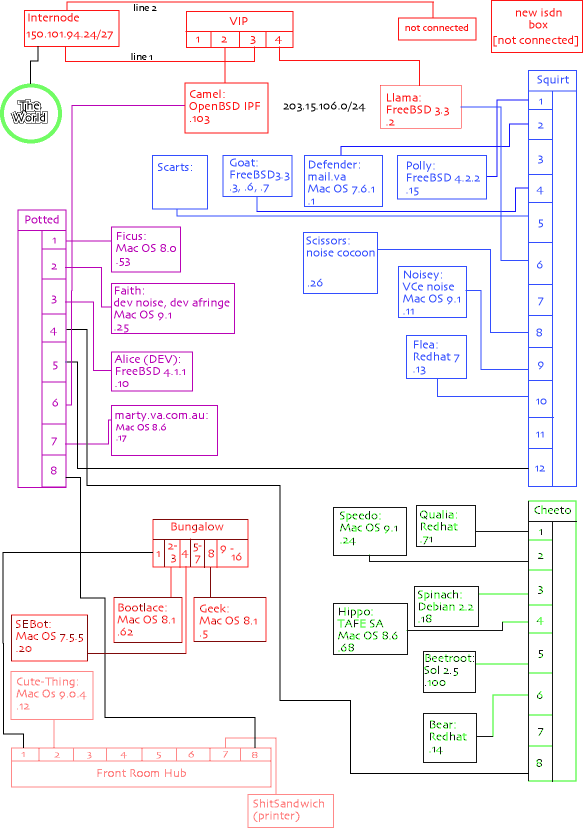 line 2
Internode
150.101.94.24/27
VIP
1 2 3 4
not connected
new isdn
box
[not connected]
line 1
The
World
Camel:
OpenBSD IPF
.103
203.15.106.0/24
Llama:
FreeBSD 3.3
.2
Squirt
1
2
3
4
5
6
7
8
9
10
11
12
Scarts:
Goat:
FreeBSD3.3
.3, .6, .7
Defender:
mail.va
Mac OS 7.6.1
.1
Polly:
FreeBSD 4.2.2
.15
Scissors:
noise cocoon
.26
Noisey:
VCe noise
Mac OS 9.1
.11
Flea:
Redhat 7
.13
Potted
1
2
3
4
5
6
7
8
Ficus:
Mac OS 8.0
.53
Faith:
dev noise, dev afringe
Mac OS 9.1
.25
Alice (DEV):
FreeBSD 4.1.1
.10
marty.va.com.au:
Mac OS 8.6
.17
Cheeto
1
2
3
4
5
6
7
8
Speedo:
Mac OS 9.1
.24
Qualia:
Redhat
.71
Spinach:
Debian 2.2
.18
Hippo:
TAFE SA
Mac OS 8.6
.68
Beetroot:
Sol 2.5
.100
Bear:
Redhat
.14
Bungalow
1 2-3 4 5-7 8 9 -16
Bootlace:
Mac OS 8.1
.62
Geek:
Mac OS 8.1
.5
SEBot:
Mac OS 7.5.5
.20
Cute-Thing:
Mac Os 9.0.4
.12
1 2 3 4 5 6 7 8
Front Room Hub
ShitSandwich
(printer)